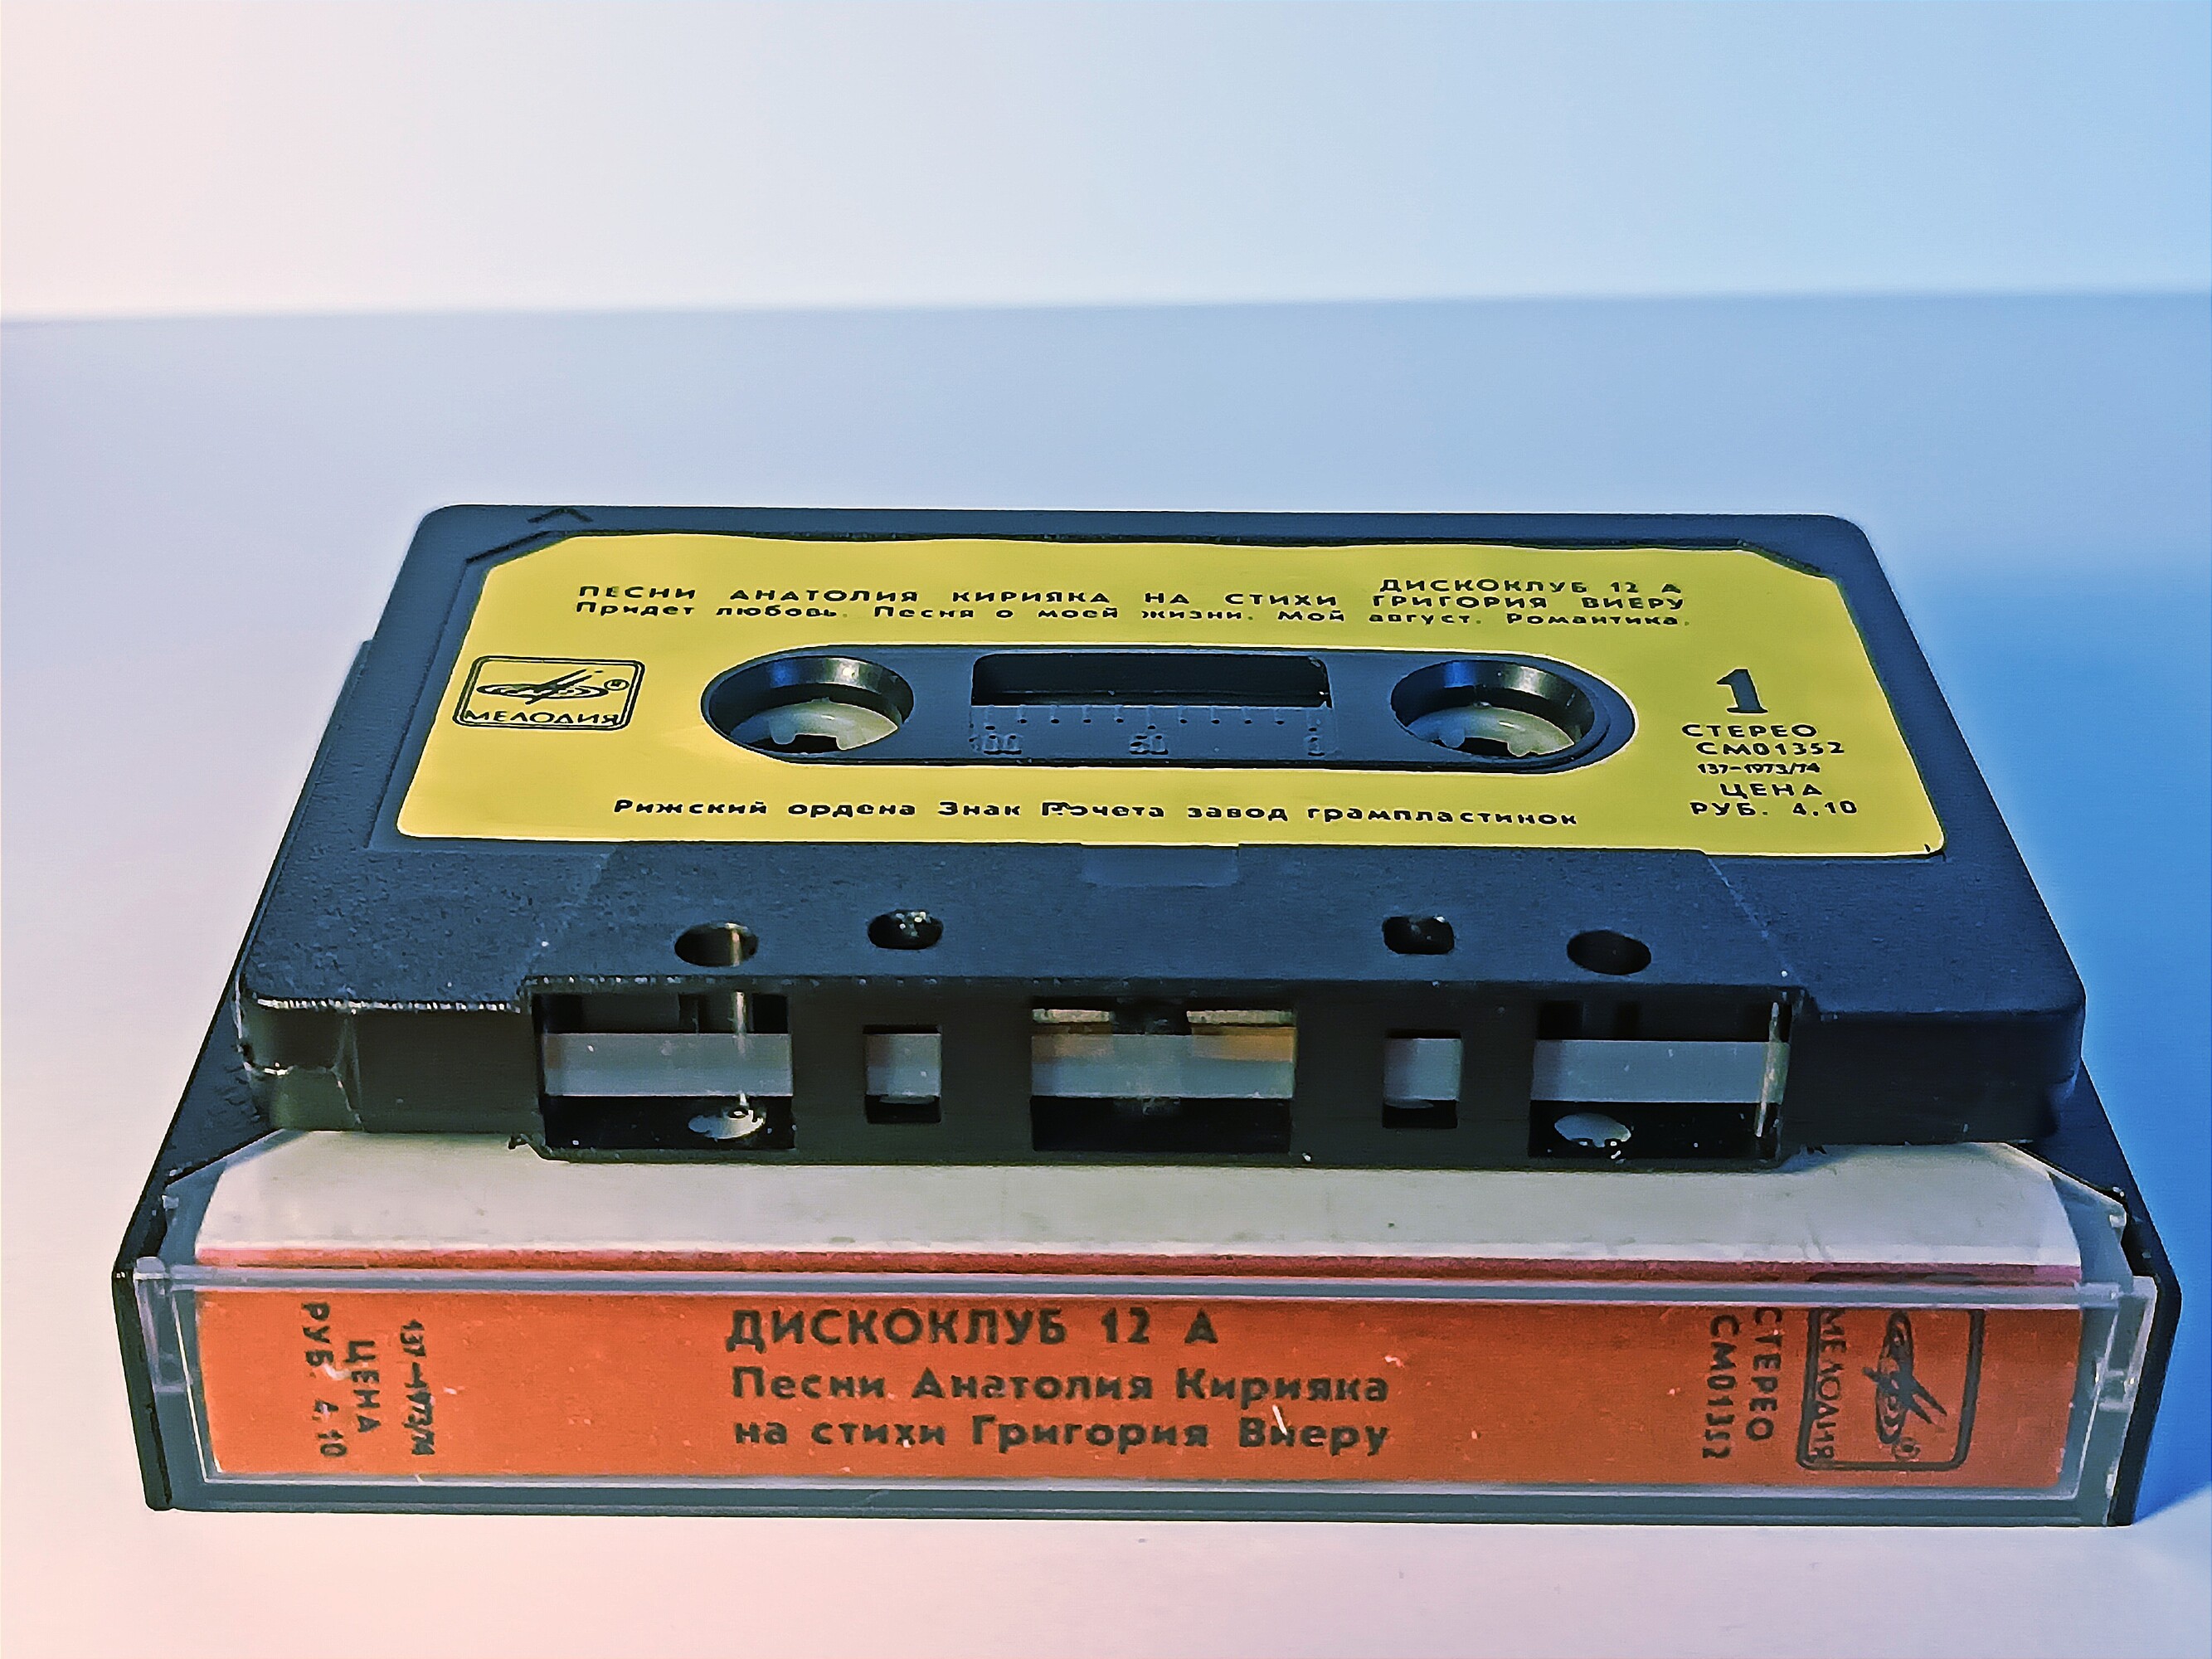 ДИСКОКЛУБ 12 А
ПЕСНИ АНАТОЛИЯ КИРИЯКА НА СТИХИ ГРИГОРИЯ ВИЕРУ
Придет любовь. Песня о моей жизни. Мой август. Романтика.
МЕЛОДИЯ
1
СТЕРЕО
СМ01352
137-1973/74
ЦЕНА
РУБ. 4.10
100 50 0
Рижский ордена Знак Почета завод грампластинок
РУБ. 4.10
ЦЕНА
137-1973/74
ДИСКОКЛУБ 12 А
Песни Анатолия Кирияка
на стихи Григория Виеру
СТЕРЕО
СМ01352
МЕЛОДИЯ